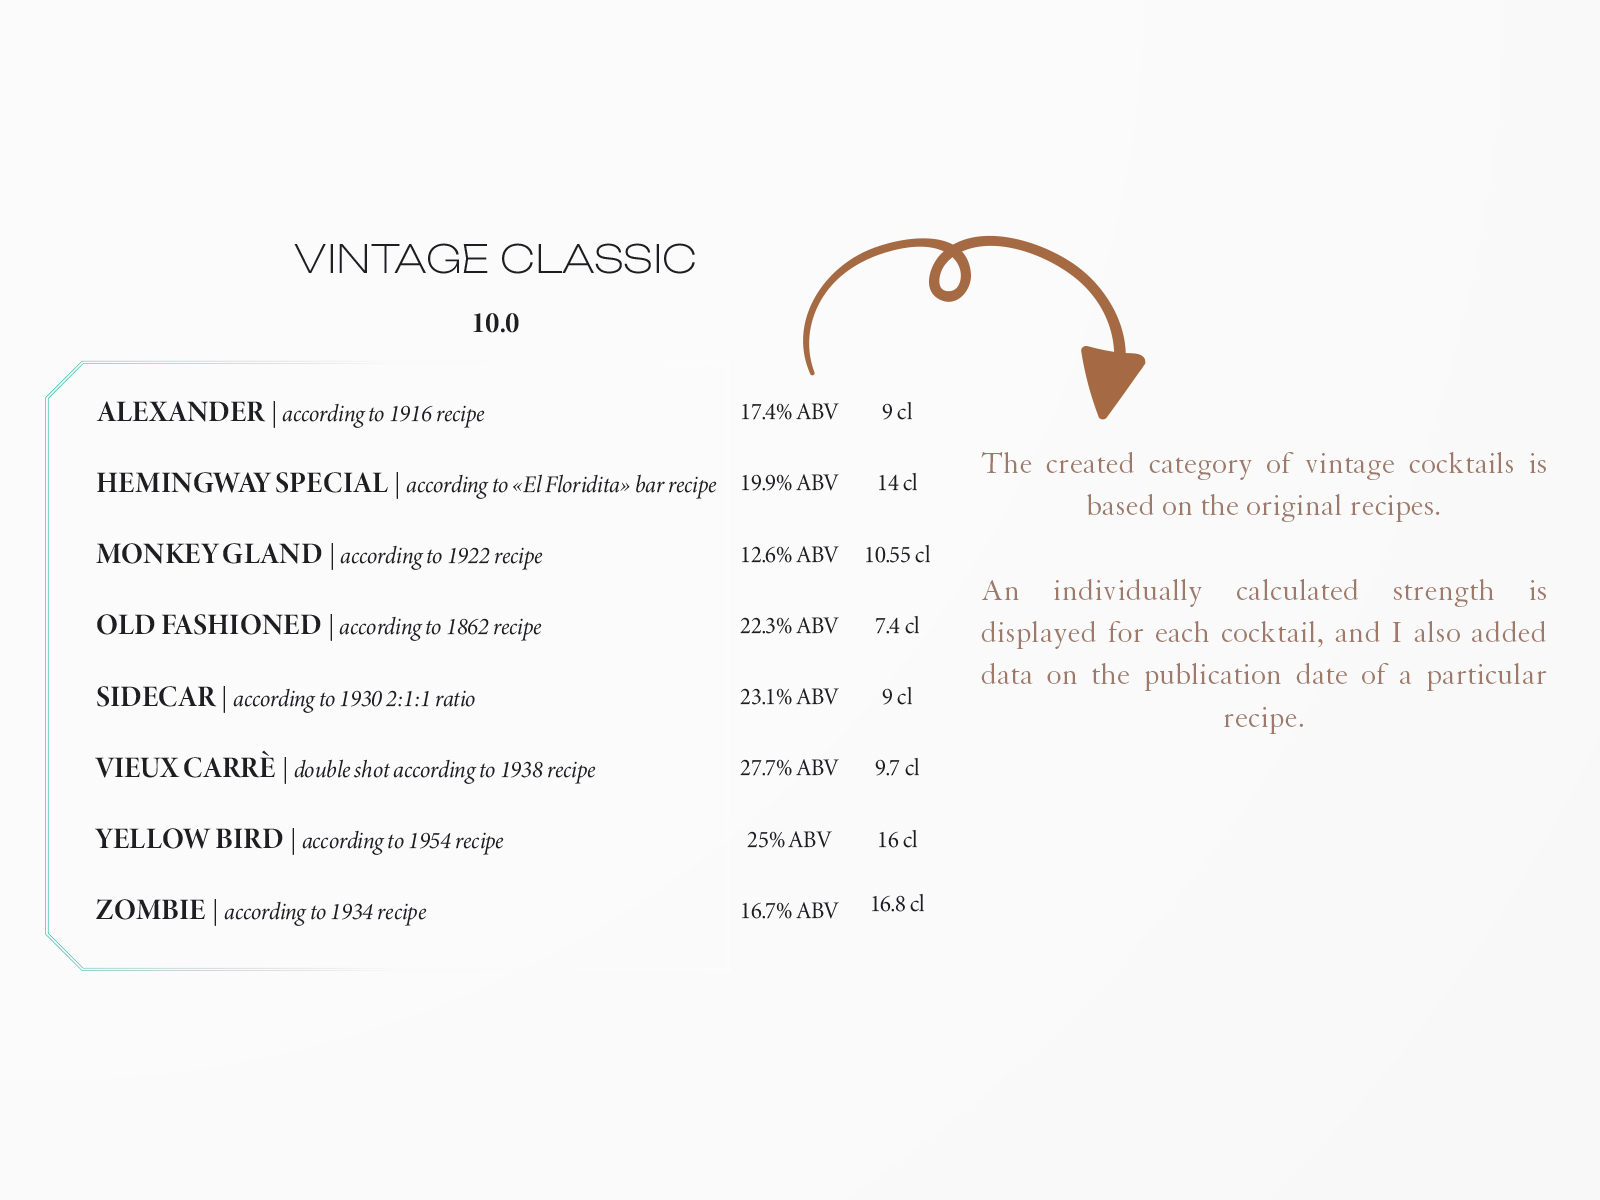 VINTAGE CLASSIC
10.0
ALEXANDER | according to 1916 recipe 17.4% ABV 9 cl
HEMINGWAY SPECIAL | according to «El Floridita» bar recipe 19.9% ABV 14 cl
MONKEY GLAND | according to 1922 recipe 12.6% ABV 10.55 cl
OLD FASHIONED | according to 1862 recipe 22.3% ABV 7.4 cl
SIDECAR | according to 1930 2:1:1 ratio 23.1% ABV 9 cl
VIEUX CARRÈ | double shot according to 1938 recipe 27.7% ABV 9.7 cl
YELLOW BIRD | according to 1954 recipe 25% ABV 16 cl
ZOMBIE | according to 1934 recipe 16.7% ABV 16.8 cl
The created category of vintage cocktails is
based on the original recipes.
An individually calculated strength is
displayed for each cocktail, and I also added
data on the publication date of a particular
recipe.